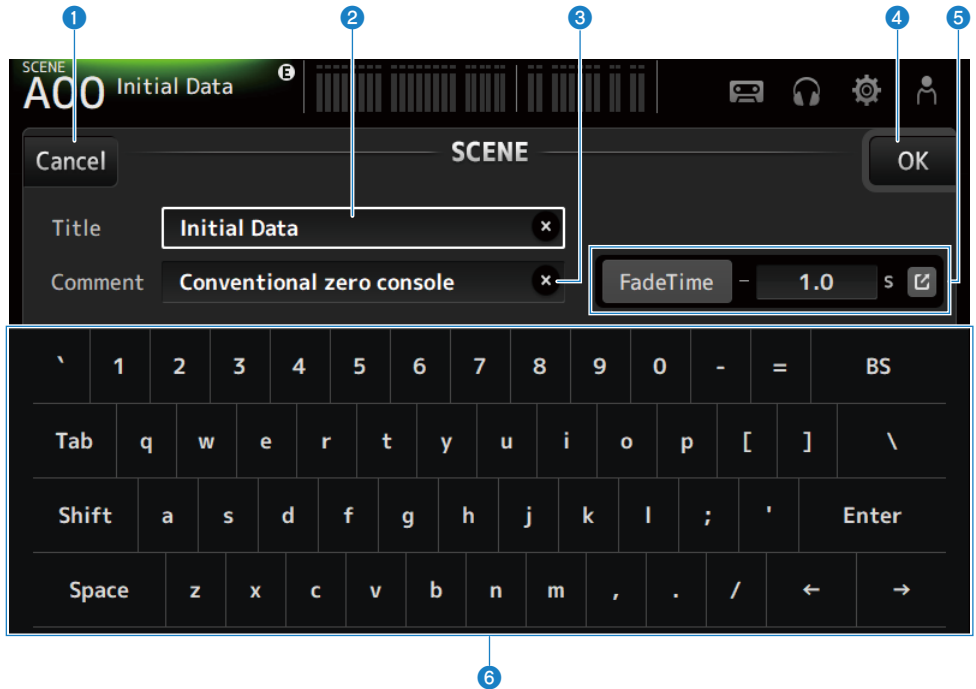 1 2 3 4 5
SCENE
A00 Initial Data E
Cancel SCENE OK
Title Initial Data ×
Comment Conventional zero console × FadeTime – 1.0 s
` 1 2 3 4 5 6 7 8 9 0 - = BS
Tab q w e r t y u i o p [ ] \
Shift a s d f g h j k l ; ' Enter
Space z x c v b n m , . / ← →
6